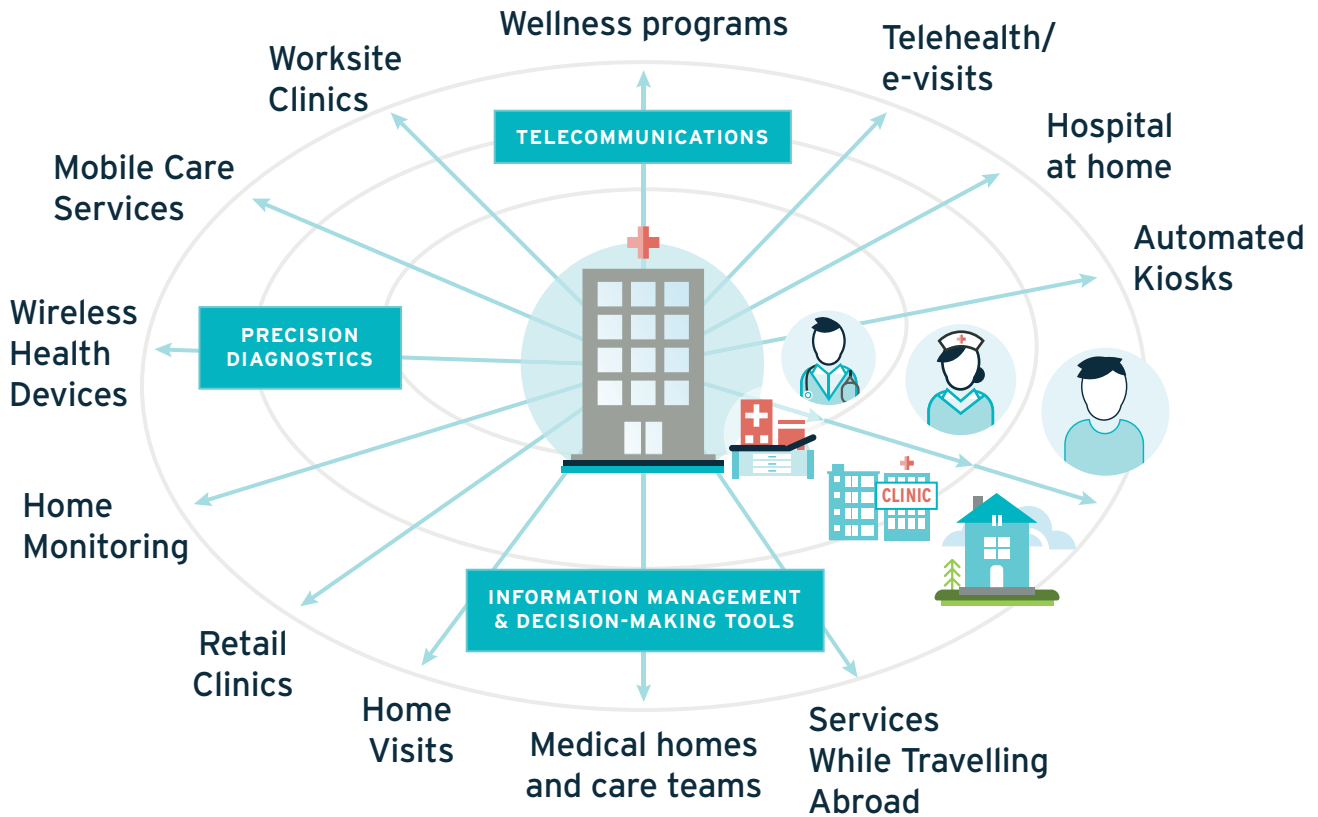 Wellness programs
Telehealth/
e-visits
Worksite
Clinics
Hospital
at home
TELECOMMUNICATIONS
Mobile Care
Services
Automated
Kiosks
Wireless
Health
Devices
PRECISION
DIAGNOSTICS
CLINIC
Home
Monitoring
INFORMATION MANAGEMENT
& DECISION-MAKING TOOLS
Retail
Clinics
Home
Visits
Medical homes
and care teams
Services
While Travelling
Abroad